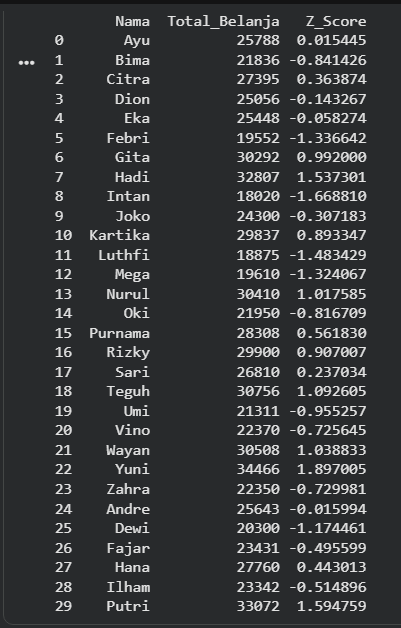 Nama Total_Belanja Z_Score
0 Ayu 25788 0.015445
... 1 Bima 21836 -0.841426
2 Citra 27395 0.363874
3 Dion 25056 -0.143267
4 Eka 25448 -0.058274
5 Febri 19552 -1.336642
6 Gita 30292 0.992000
7 Hadi 32807 1.537301
8 Intan 18020 -1.668810
9 Joko 24300 -0.307183
10 Kartika 29837 0.893347
11 Luthfi 18875 -1.483429
12 Mega 19610 -1.324067
13 Nurul 30410 1.017585
14 Oki 21950 -0.816709
15 Purnama 28308 0.561830
16 Rizky 29900 0.907007
17 Sari 26810 0.237034
18 Teguh 30756 1.092605
19 Umi 21311 -0.955257
20 Vino 22370 -0.725645
21 Wayan 30508 1.038833
22 Yuni 34466 1.897005
23 Zahra 22350 -0.729981
24 Andre 25643 -0.015994
25 Dewi 20300 -1.174461
26 Fajar 23431 -0.495599
27 Hana 27760 0.443013
28 Ilham 23342 -0.514896
29 Putri 33072 1.594759